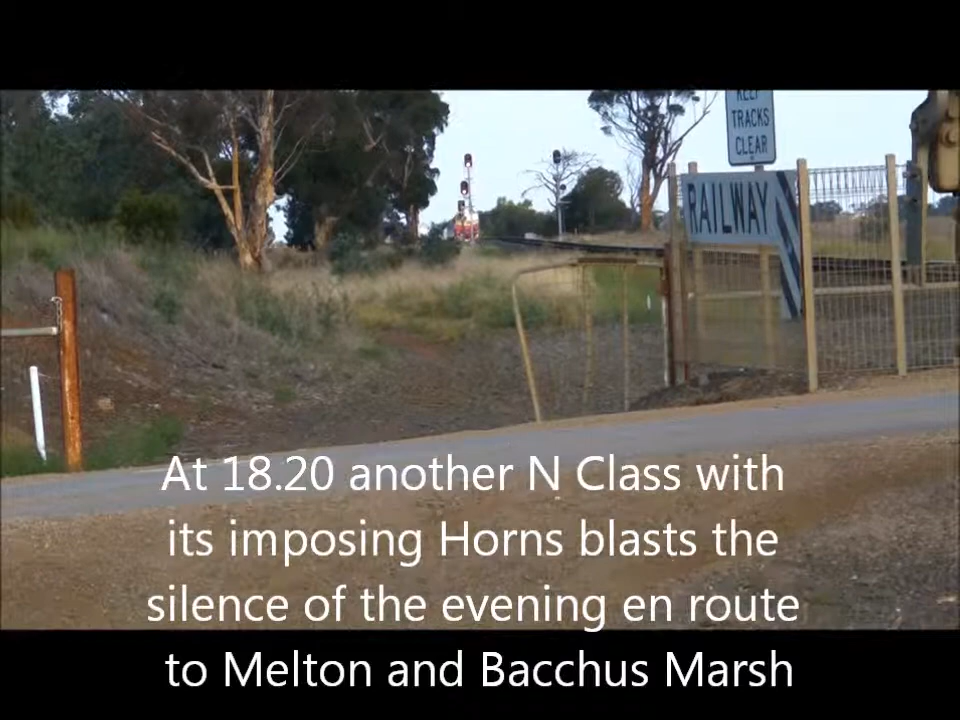 KEEP
TRACKS
CLEAR
RAILWAY
At 18.20 another N Class with
its imposing Horns blasts the
silence of the evening en route
to Melton and Bacchus Marsh